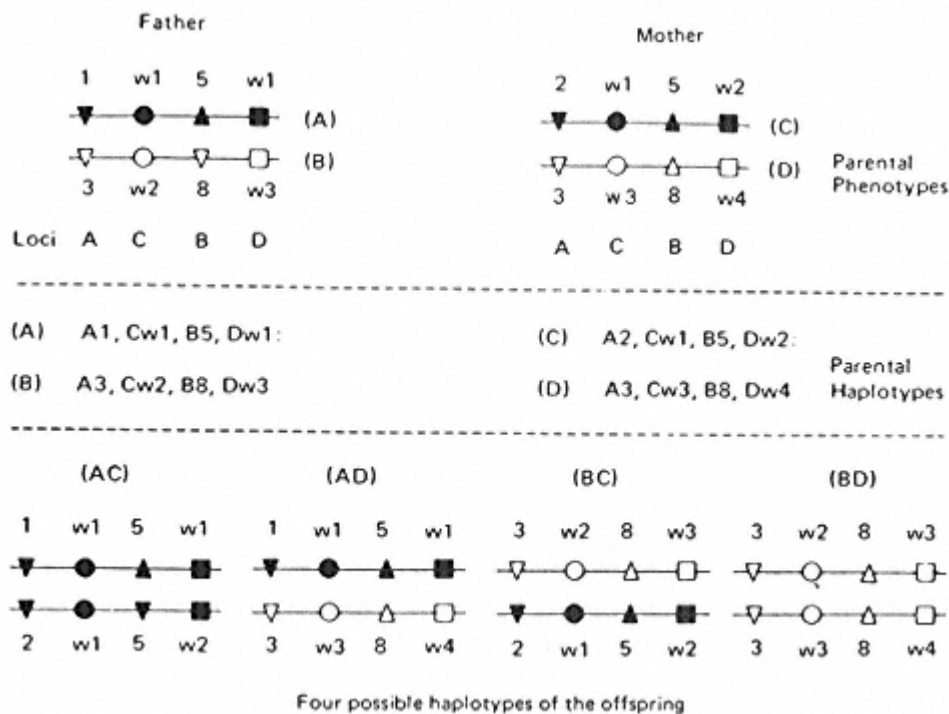 Father
Mother
1 w1 5 w1
2 w1 5 w2
(A)
(C)
(B)
(D)
Parental
Phenotypes
3 w2 8 w3
3 w3 8 w4
Loci A C B D
A C B D
(A) A1, Cw1, B5, Dw1:
(C) A2, Cw1, B5, Dw2:
(B) A3, Cw2, B8, Dw3
(D) A3, Cw3, B8, Dw4
Parental
Haplotypes
(AC) (AD) (BC) (BD)
1 w1 5 w1
1 w1 5 w1
3 w2 8 w3
3 w2 8 w3
2 w1 5 w2
3 w3 8 w4
2 w1 5 w2
3 w3 8 w4
Four possible haplotypes of the offspring